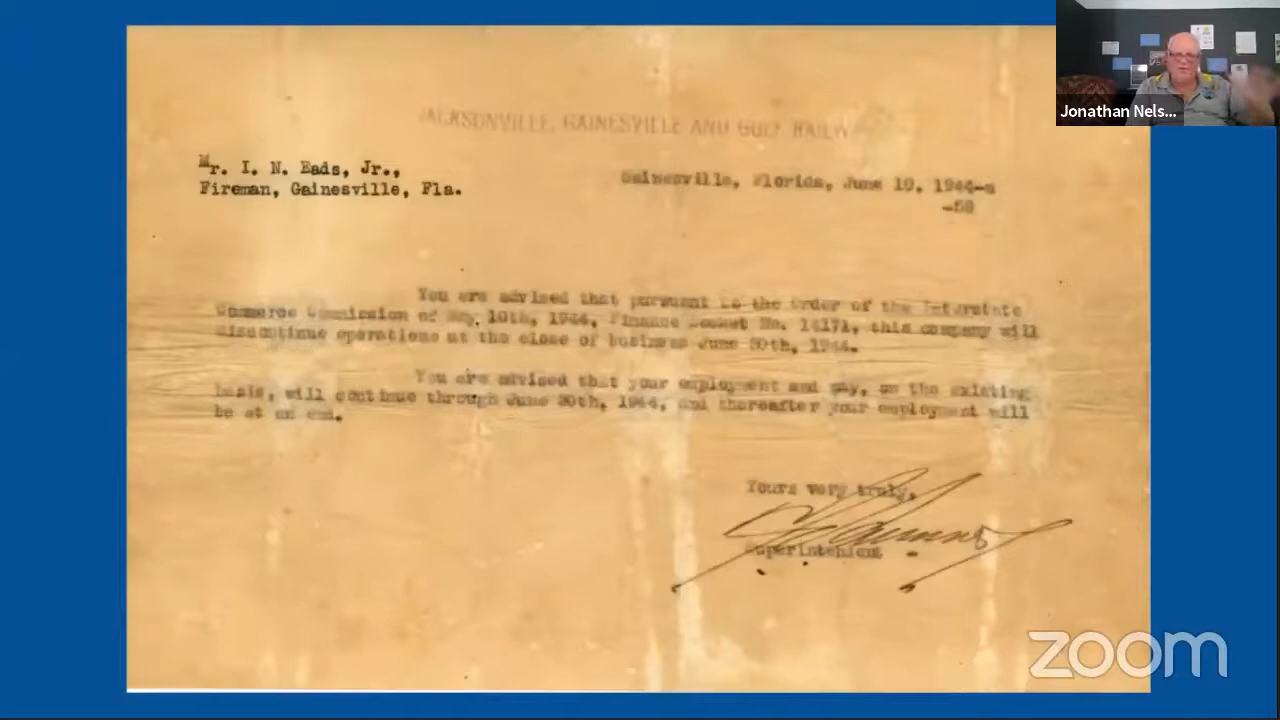 JACKSONVILLE, GAINESVILLE AND GULF RAILW
Mr. I. N. Eads, Jr.,
Fireman, Gainesville, Fla.
Gainesville, Florida, June 10, 1944-a
-50
You are advised that pursuant to the Order of the Interstate
Commerce Commission of May 10th, 1944, Finance Docket No. 14171, this company will
discontinue operations at the close of business June 30th, 1944.
You are advised that your employment and pay, on the existing
basis, will continue through June 30th, 1944, and thereafter your employment will
be at an end.
Yours very truly,
Superintendent
Jonathan Nels...
zoom